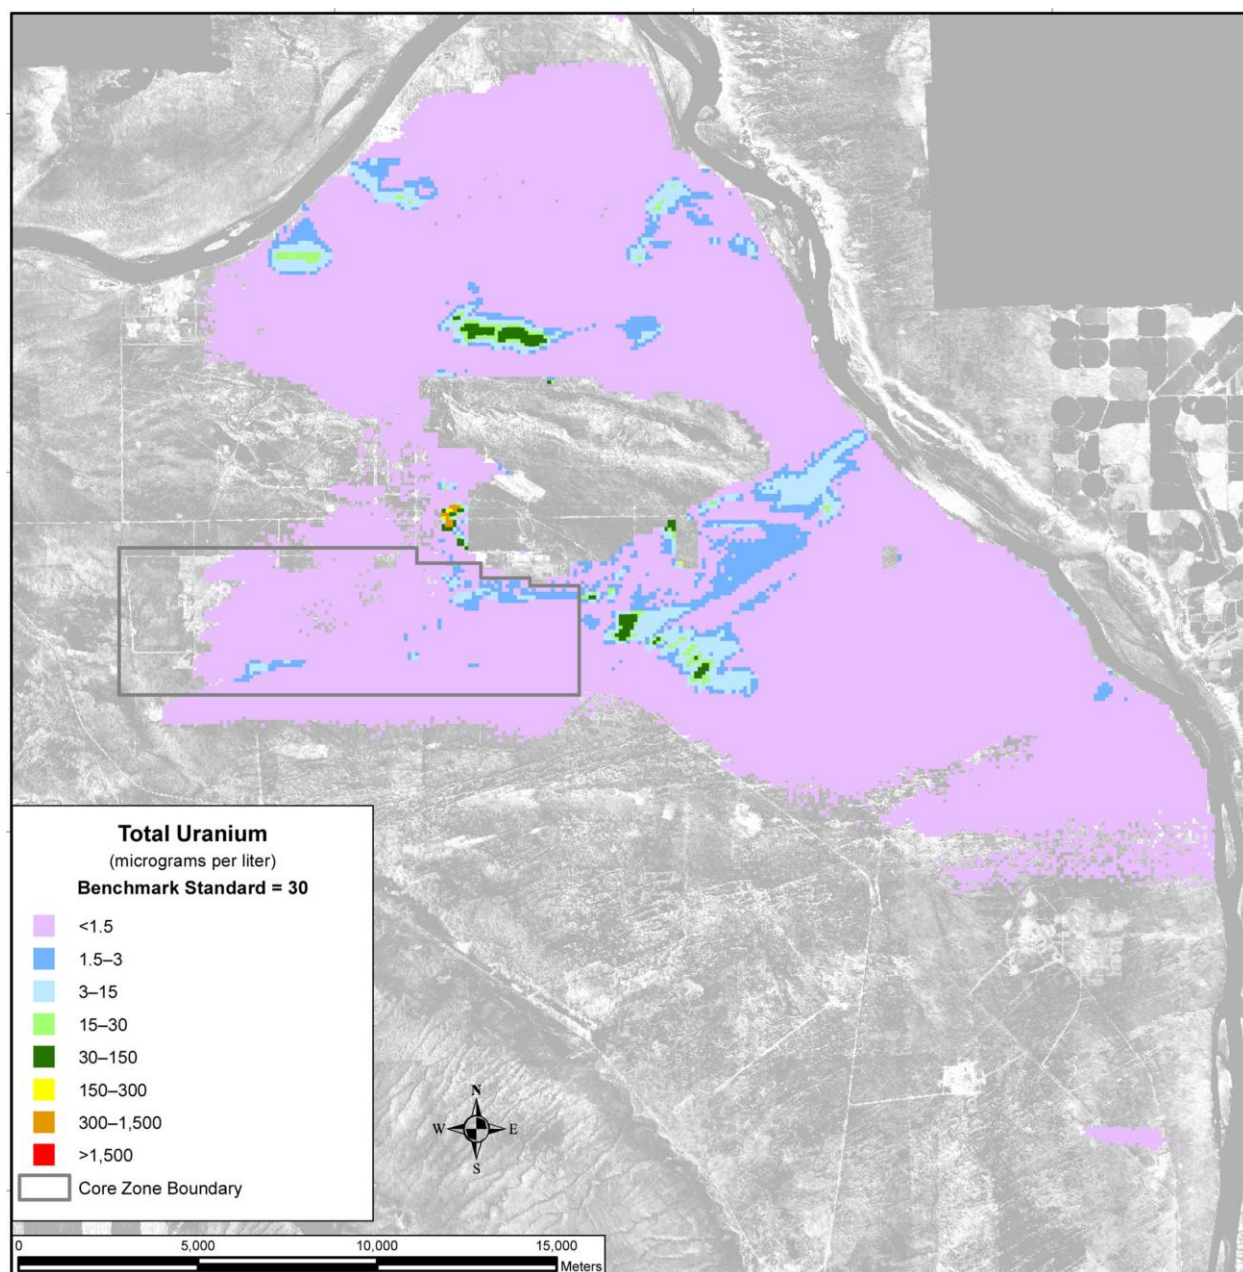 Total Uranium
(micrograms per liter)
Benchmark Standard = 30
<1.5
1.5–3
3–15
15–30
30–150
150–300
300–1,500
>1,500
Core Zone Boundary
N
W E
S
0 5,000 10,000 15,000
Meters